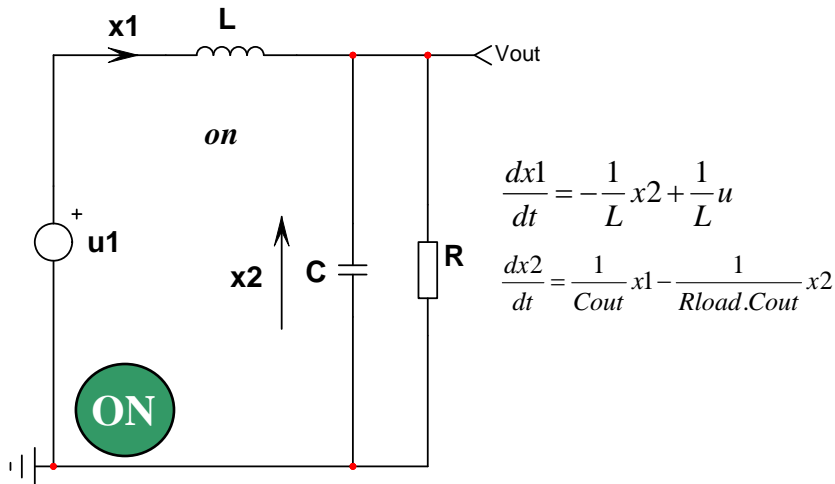 x1
L
Vout
on
+
u1
x2
C
R
ON
dx1/dt = -1/L x2 + 1/L u
dx2/dt = 1/Cout x1 - 1/Rload.Cout x2